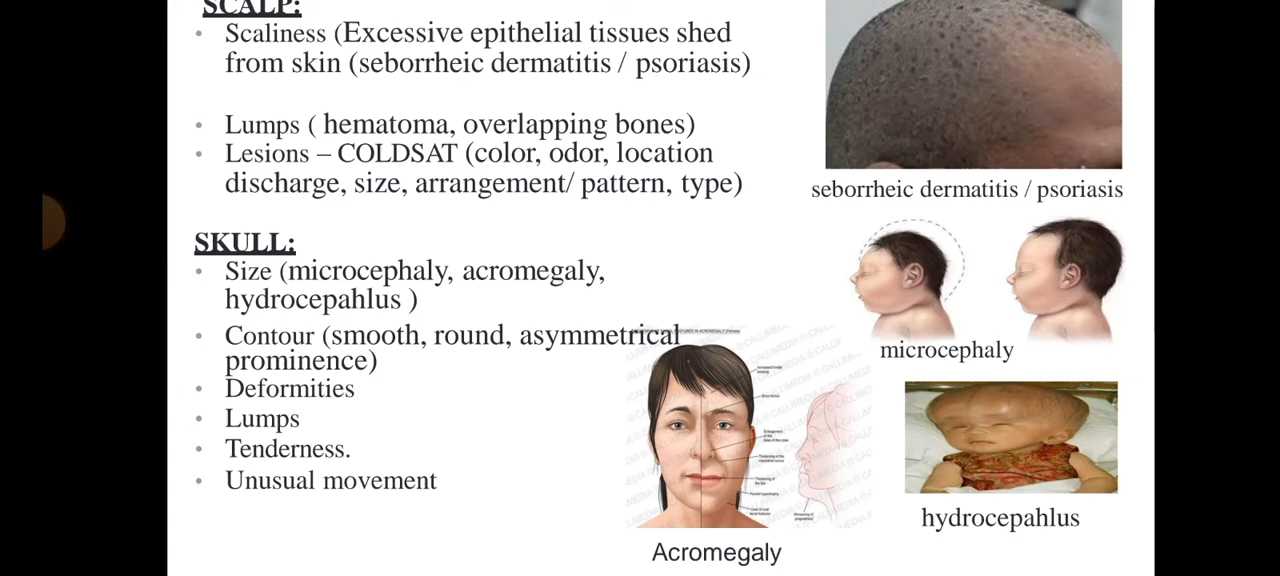 SCALP:
• Scaliness (Excessive epithelial tissues shed
from skin (seborrheic dermatitis / psoriasis)
• Lumps ( hematoma, overlapping bones)
• Lesions – COLDSAT (color, odor, location
discharge, size, arrangement/ pattern, type)
seborrheic dermatitis / psoriasis
SKULL:
• Size (microcephaly, acromegaly,
hydrocepahlus )
• Contour (smooth, round, asymmetrical
prominence)
• Deformities
• Lumps
• Tenderness.
• Unusual movement
microcephaly
hydrocepahlus
Acromegaly